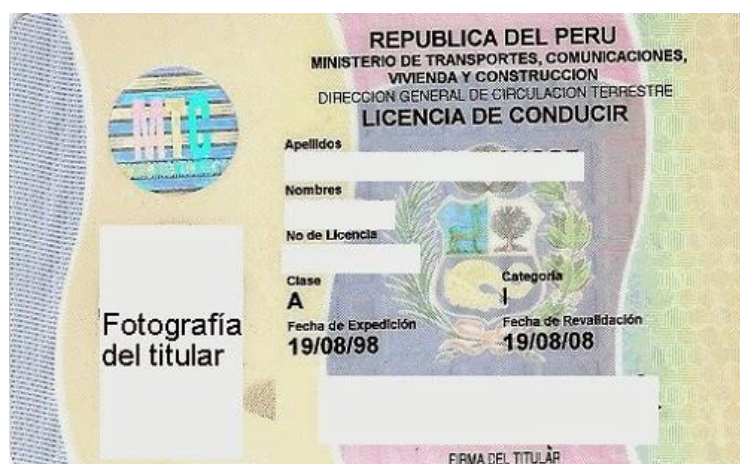 REPUBLICA DEL PERU
MINISTERIO DE TRANSPORTES, COMUNICACIONES,
VIVIENDA Y CONSTRUCCION
DIRECCION GENERAL DE CIRCULACION TERRESTRE
LICENCIA DE CONDUCIR
MTC
Apellidos
Nombres
No de Licencia
Clase Categoría
A I
Fecha de Expedición Fecha de Revalidación
19/08/98 19/08/08
Fotografía
del titular
FIRMA DEL TITULAR